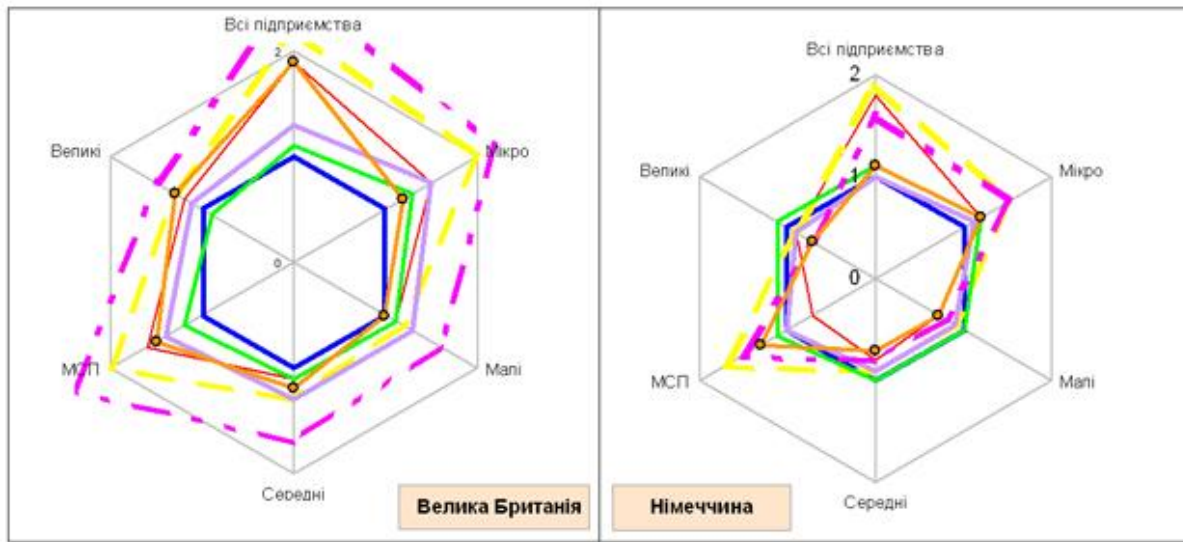 Всі підприємства
2
Великі
Мікро
0
МСП
Малі
Середні
Велика Британія
Всі підприємства
2
Великі
Мікро
1
0
МСП
Малі
Середні
Німеччина